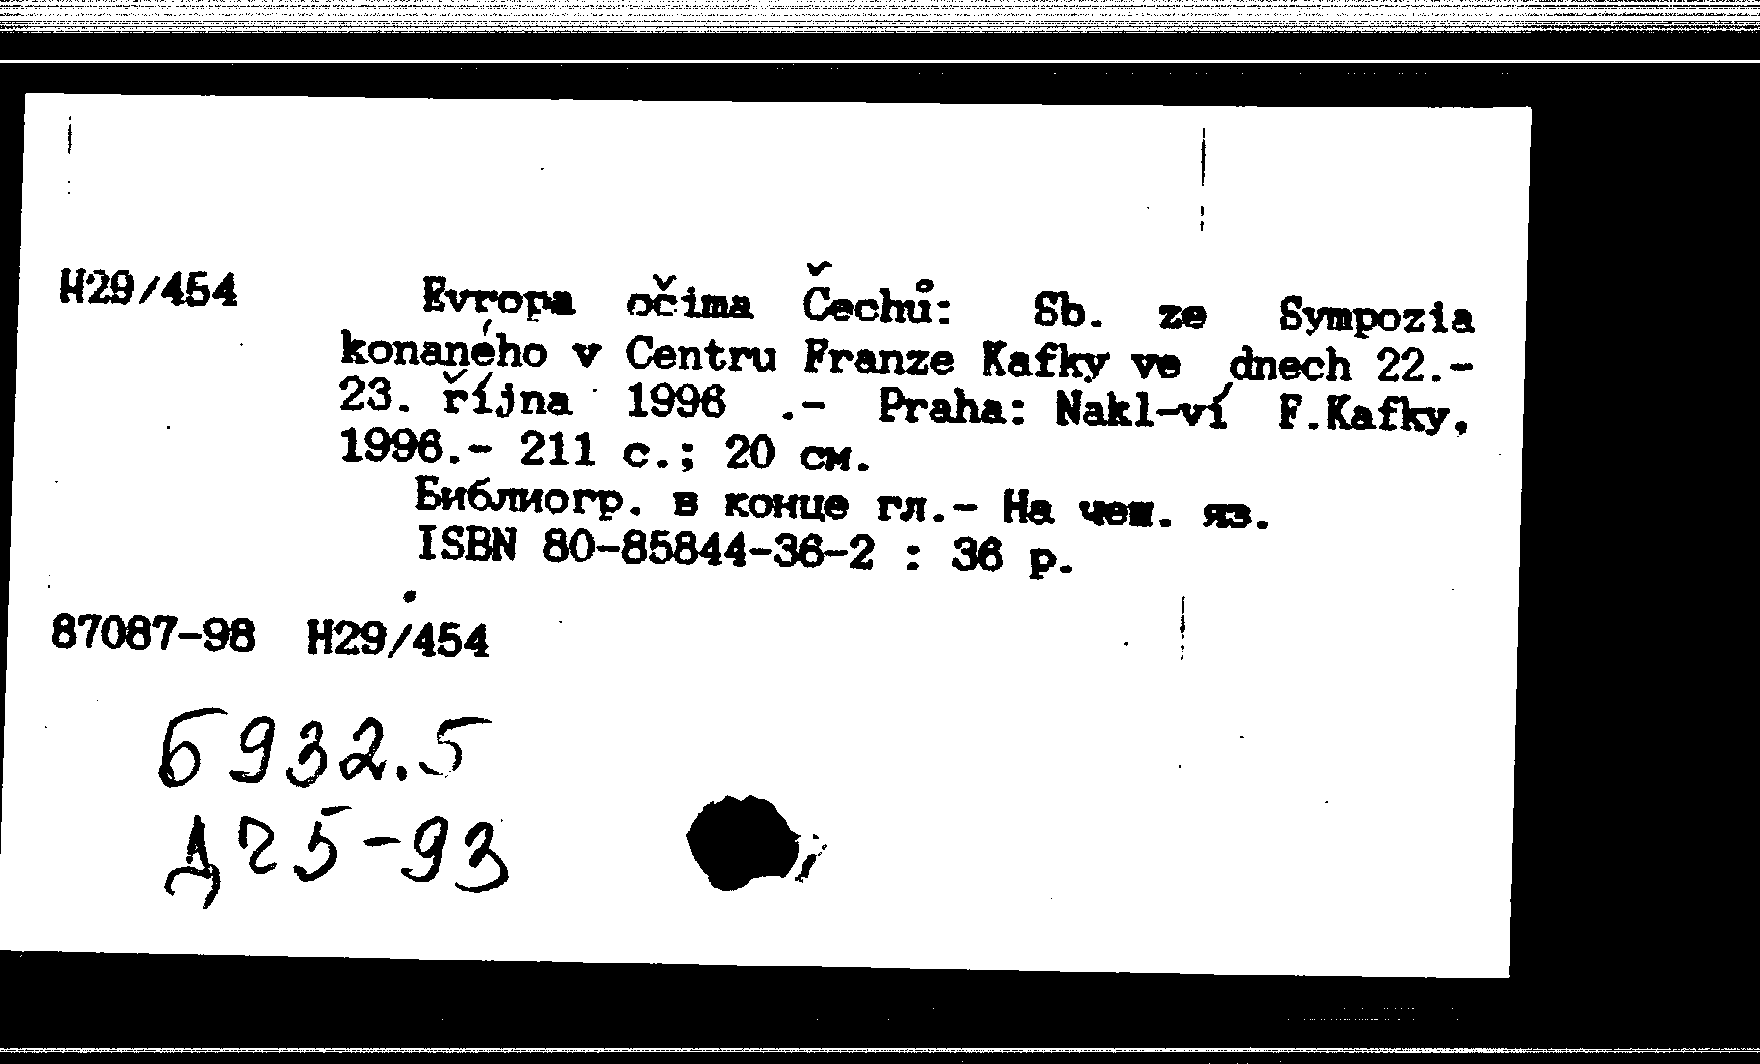 H29/454 Evropa očima Čechů: Sb. ze Sympozia
konaného v Centru Franze Kafky ve dnech 22.-
23. října 1996 .- Praha: Nakl-ví F.Kafky,
1996.- 211 с.; 20 см.
Библиогр. в конце гл.- На чеш. яз.
ISBN 80-85844-36-2 : 36 р.
87087-98 H29/454
Б932.5
Д25-93